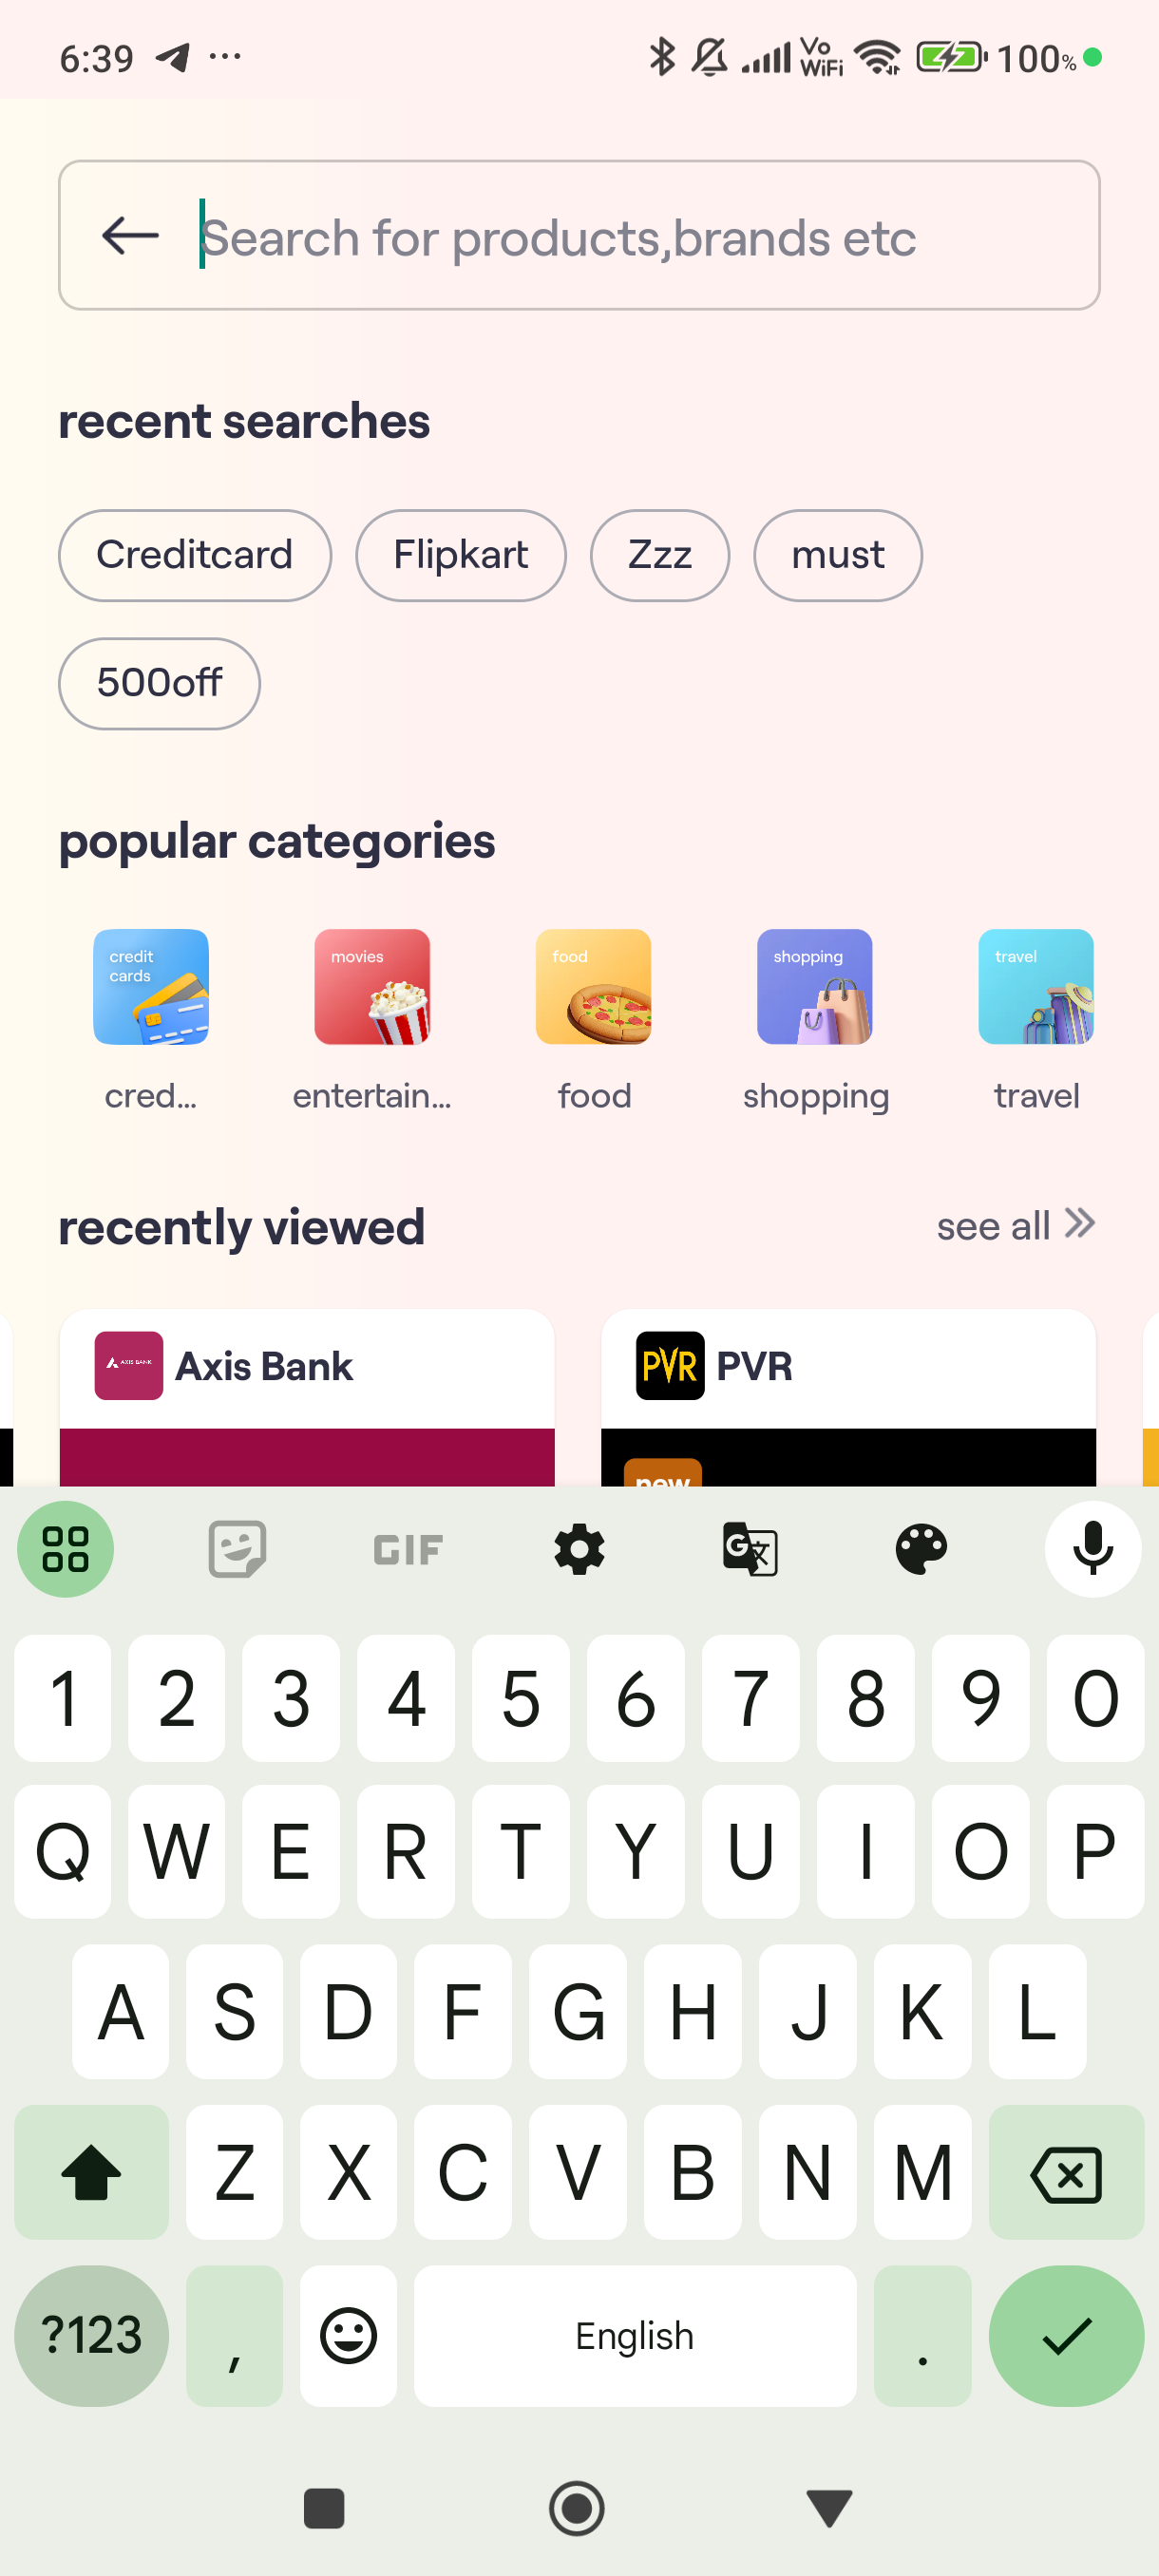 6:39 ... Vo WiFi 100%
Search for products,brands etc
recent searches
Creditcard Flipkart Zzz must
500off
popular categories
credit cards movies food shopping travel
cred... entertain... food shopping travel
recently viewed see all
AXIS BANK Axis Bank PVR PVR
new
GIF G 文
1 2 3 4 5 6 7 8 9 0
Q W E R T Y U I O P
A S D F G H J K L
Z X C V B N M
?123 , English .